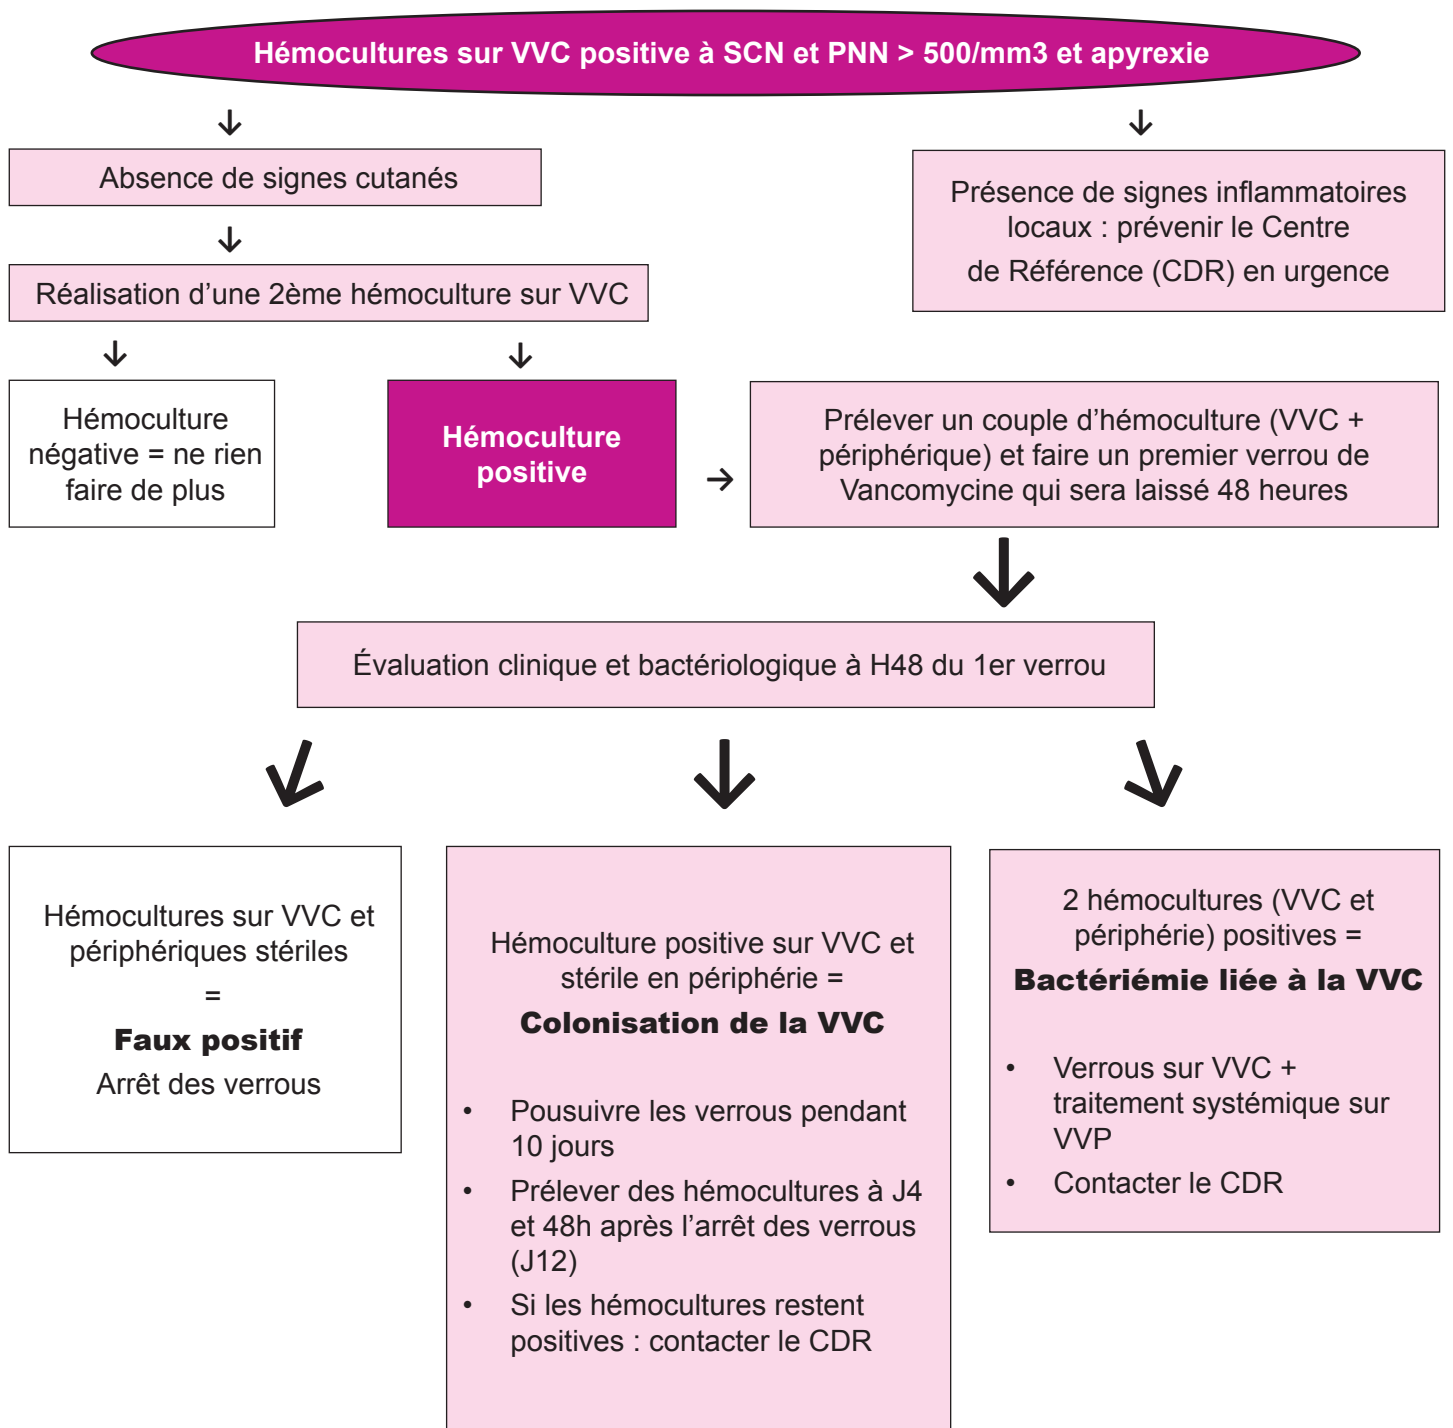 Hémocultures sur VVC positive à SCN et PNN > 500/mm3 et apyrexie
↓
↓
Absence de signes cutanés
Présence de signes inflammatoires
locaux : prévenir le Centre
de Référence (CDR) en urgence
↓
Réalisation d’une 2ème hémoculture sur VVC
↓
↓
Hémoculture
négative = ne rien
faire de plus
Hémoculture
positive
→
Prélever un couple d’hémoculture (VVC +
périphérique) et faire un premier verrou de
Vancomycine qui sera laissé 48 heures
Évaluation clinique et bactériologique à H48 du 1er verrou
Hémocultures sur VVC et
périphériques stériles
=
Faux positif
Arrêt des verrous
Hémoculture positive sur VVC et
stérile en périphérie =
Colonisation de la VVC
• Pousuivre les verrous pendant
10 jours
• Prélever des hémocultures à J4
et 48h après l’arrêt des verrous
(J12)
• Si les hémocultures restent
positives : contacter le CDR
2 hémocultures (VVC et
périphérie) positives =
Bactériémie liée à la VVC
• Verrous sur VVC +
traitement systémique sur
VVP
• Contacter le CDR